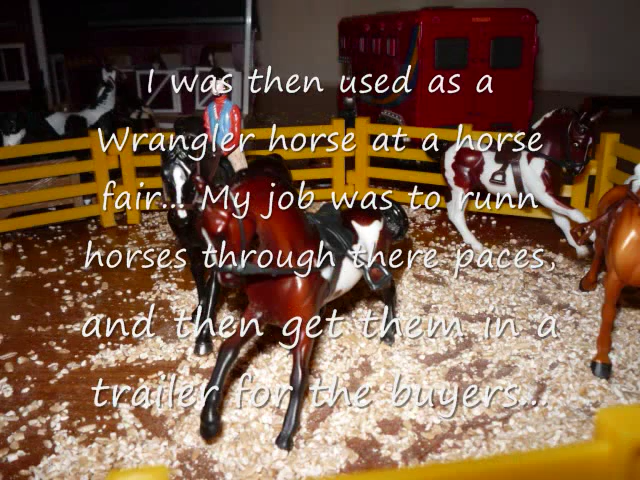 I was then used as a
Wrangler horse at a horse
fair... My job was to runn
horses through there paces,
and then get them in a
trailer for the buyers...